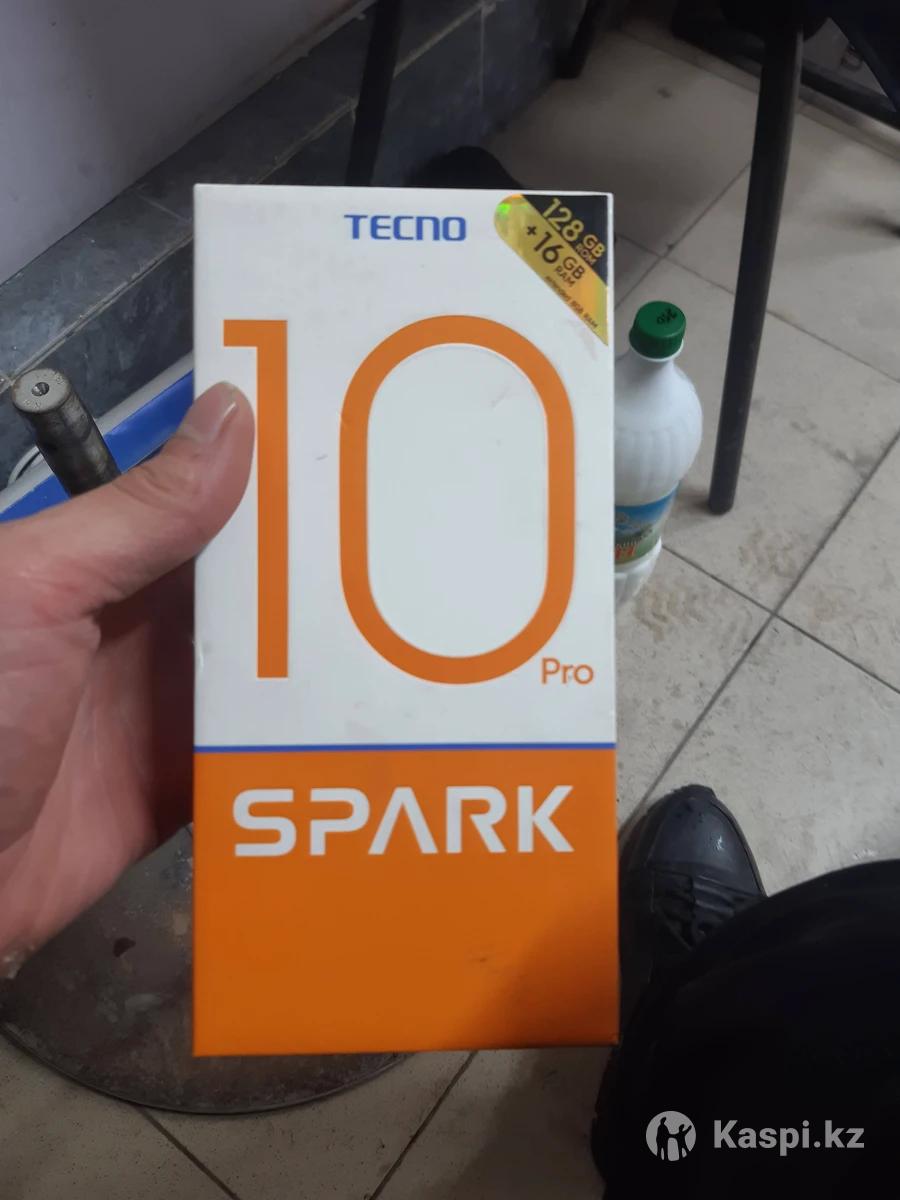 TECNO
128 GB
ROM
+16 GB
RAM
10
Pro
SPARK
Kaspi.kz